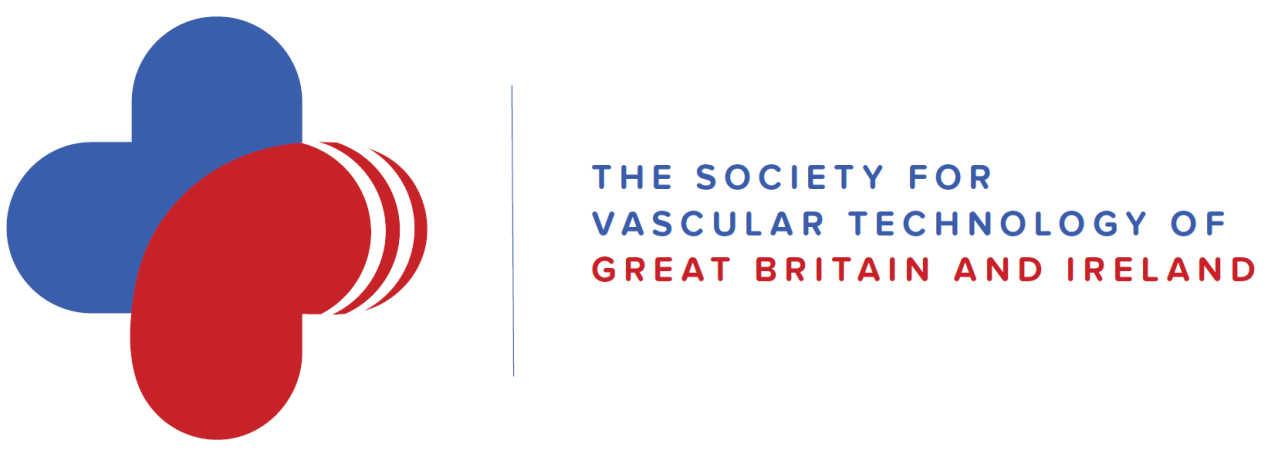 THE SOCIETY FOR
VASCULAR TECHNOLOGY OF
GREAT BRITAIN AND IRELAND